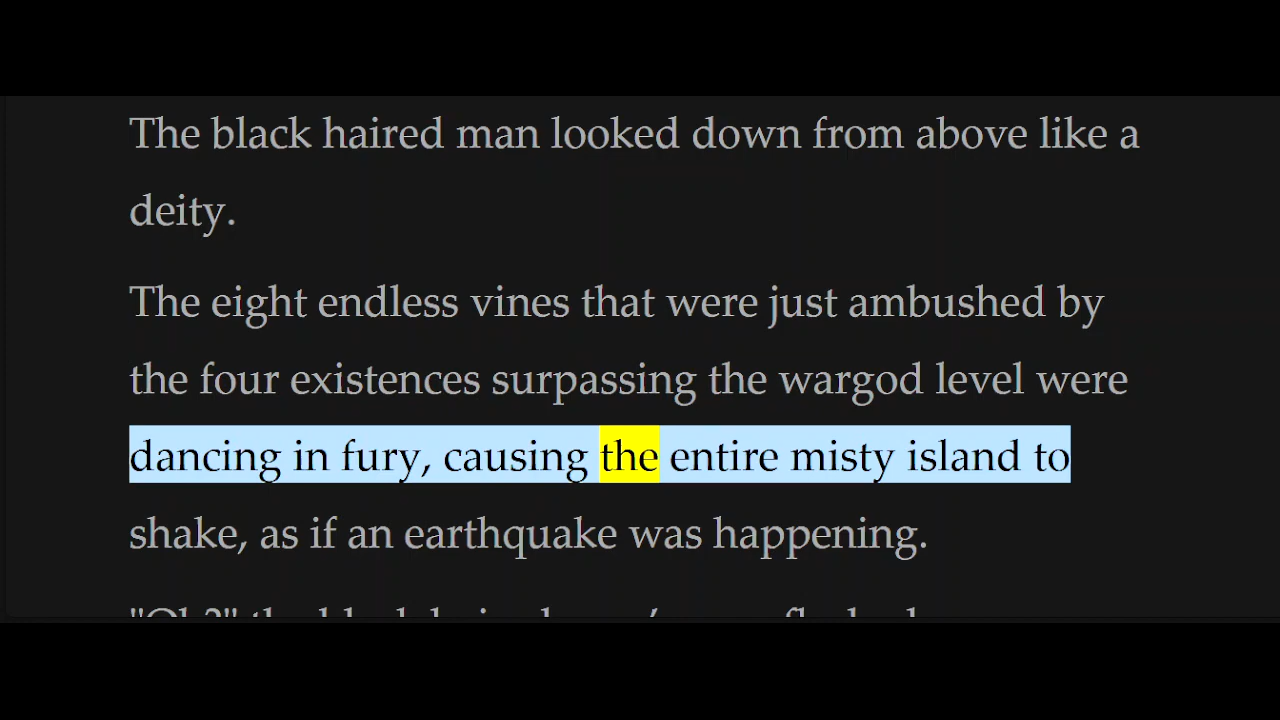 The black haired man looked down from above like a
deity.
The eight endless vines that were just ambushed by
the four existences surpassing the wargod level were
dancing in fury, causing the entire misty island to
shake, as if an earthquake was happening.